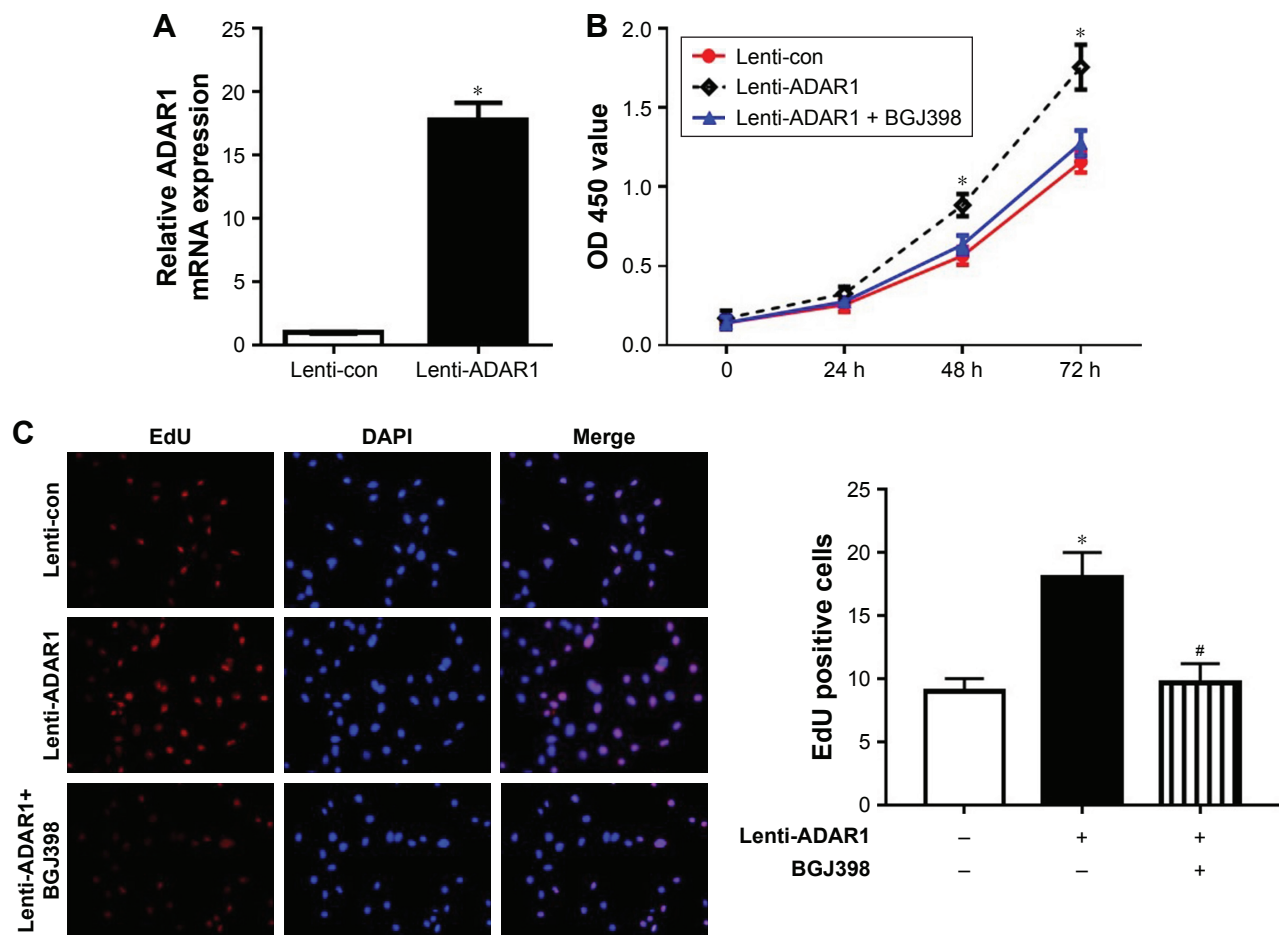 A
Relative ADAR1
mRNA expression
25
20
15
10
5
0
*
Lenti-con
Lenti-ADAR1
B
OD 450 value
2.0
1.5
1.0
0.5
0.0
Lenti-con
Lenti-ADAR1
Lenti-ADAR1 + BGJ398
*
*
0
24 h
48 h
72 h
C
EdU
DAPI
Merge
Lenti-con
Lenti-ADAR1
Lenti-ADAR1+
BGJ398
EdU positive cells
25
20
15
10
5
0
*
#
Lenti-ADAR1 – + +
BGJ398 – – +